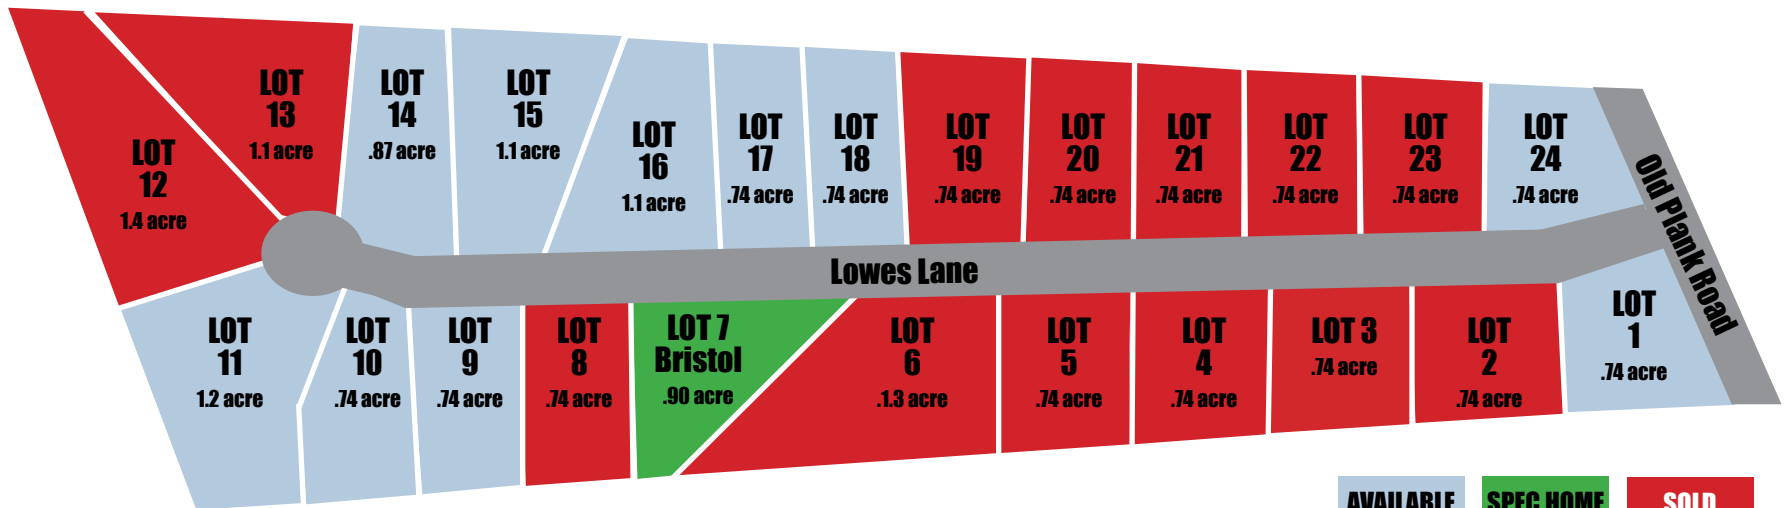 LOT
12
1.4 acre
LOT
13
1.1 acre
LOT
14
.87 acre
LOT
15
1.1 acre
LOT
16
1.1 acre
LOT
17
.74 acre
LOT
18
.74 acre
LOT
19
.74 acre
LOT
20
.74 acre
LOT
21
.74 acre
LOT
22
.74 acre
LOT
23
.74 acre
LOT
24
.74 acre
Old Plank Road
Lowes Lane
LOT
11
1.2 acre
LOT
10
.74 acre
LOT
9
.74 acre
LOT
8
.74 acre
LOT 7
Bristol
.90 acre
LOT
6
.1.3 acre
LOT
5
.74 acre
LOT
4
.74 acre
LOT 3
.74 acre
LOT
2
.74 acre
LOT
1
.74 acre
AVAILABLE
SPEC HOME
SOLD